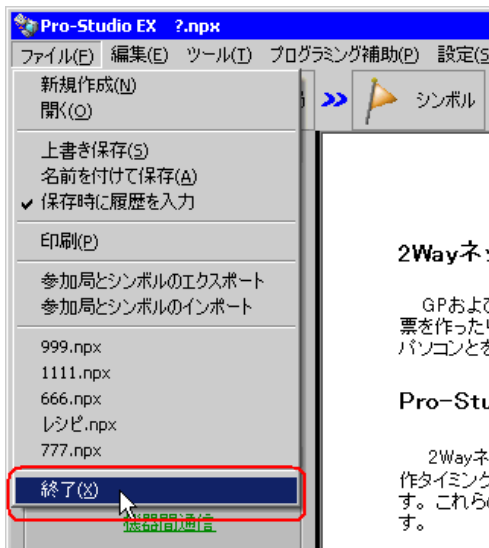 Pro-Studio EX ?.npx
ファイル(F) 編集(E) ツール(T) プログラミング補助(P) 設定(S
新規作成(N)
開く(O)
シンボル
上書き保存(S)
名前を付けて保存(A)
保存時に履歴を入力
印刷(P)
参加局とシンボルのエクスポート
参加局とシンボルのインポート
999.npx
1111.npx
666.npx
レシピ.npx
777.npx
終了(X)
機器間通信
2Wayネッ
GPおよび
票を作ったり
パソコンとを
Pro-Stu
2Wayネ
作タイミング
す。これらの
す。